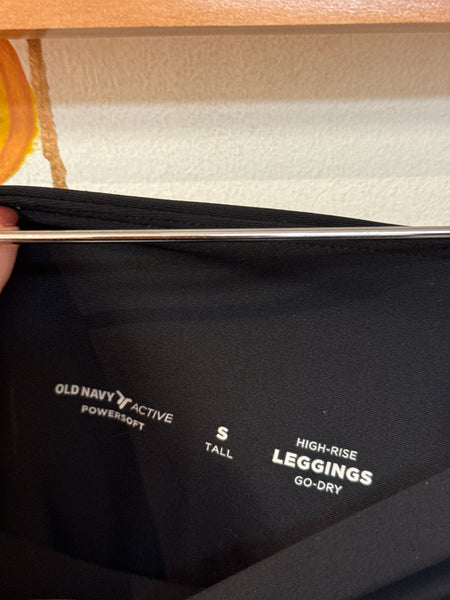 OLD NAVY ACTIVE
POWERSOFT
S
TALL
HIGH-RISE
LEGGINGS
GO-DRY